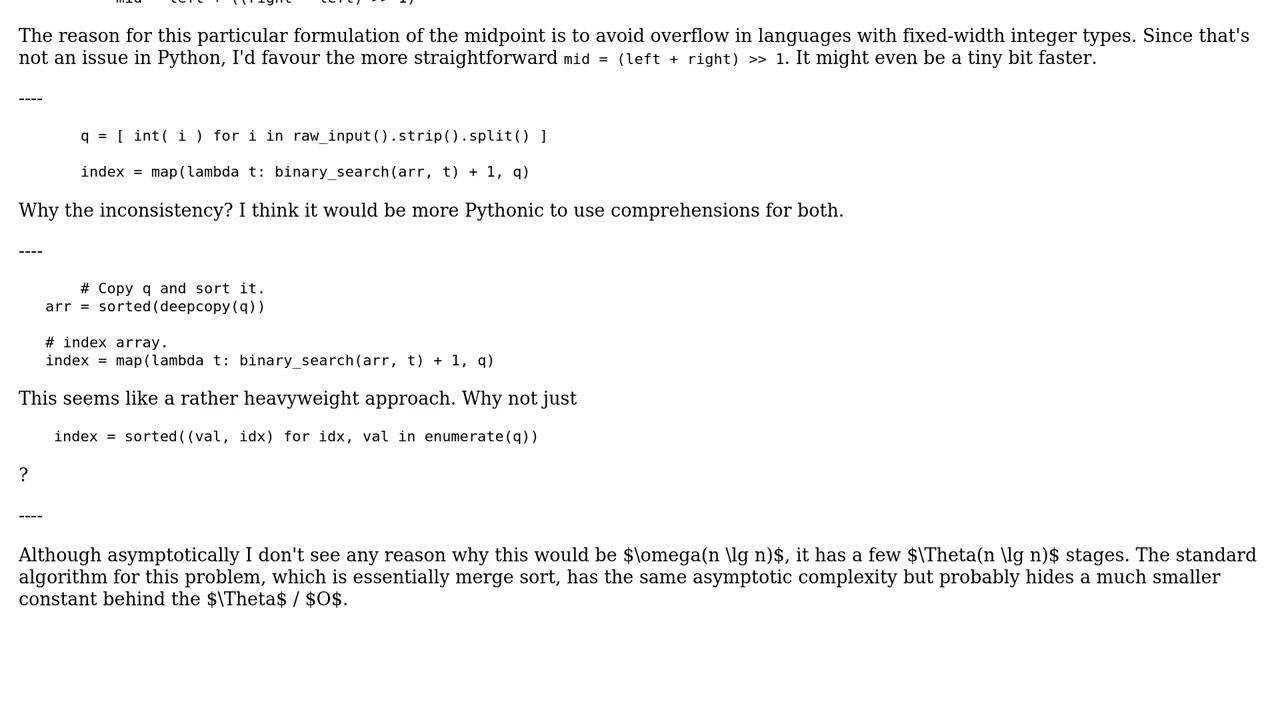 The reason for this particular formulation of the midpoint is to avoid overflow in languages with fixed-width integer types. Since that's
not an issue in Python, I'd favour the more straightforward mid = (left + right) >> 1. It might even be a tiny bit faster.
----
q = [ int( i ) for i in raw_input().strip().split() ]
index = map(lambda t: binary_search(arr, t) + 1, q)
Why the inconsistency? I think it would be more Pythonic to use comprehensions for both.
----
# Copy q and sort it.
arr = sorted(deepcopy(q))
# index array.
index = map(lambda t: binary_search(arr, t) + 1, q)
This seems like a rather heavyweight approach. Why not just
index = sorted((val, idx) for idx, val in enumerate(q))
?
----
Although asymptotically I don't see any reason why this would be $\omega(n \lg n)$, it has a few $\Theta(n \lg n)$ stages. The standard
algorithm for this problem, which is essentially merge sort, has the same asymptotic complexity but probably hides a much smaller
constant behind the $\Theta$ / $O$.